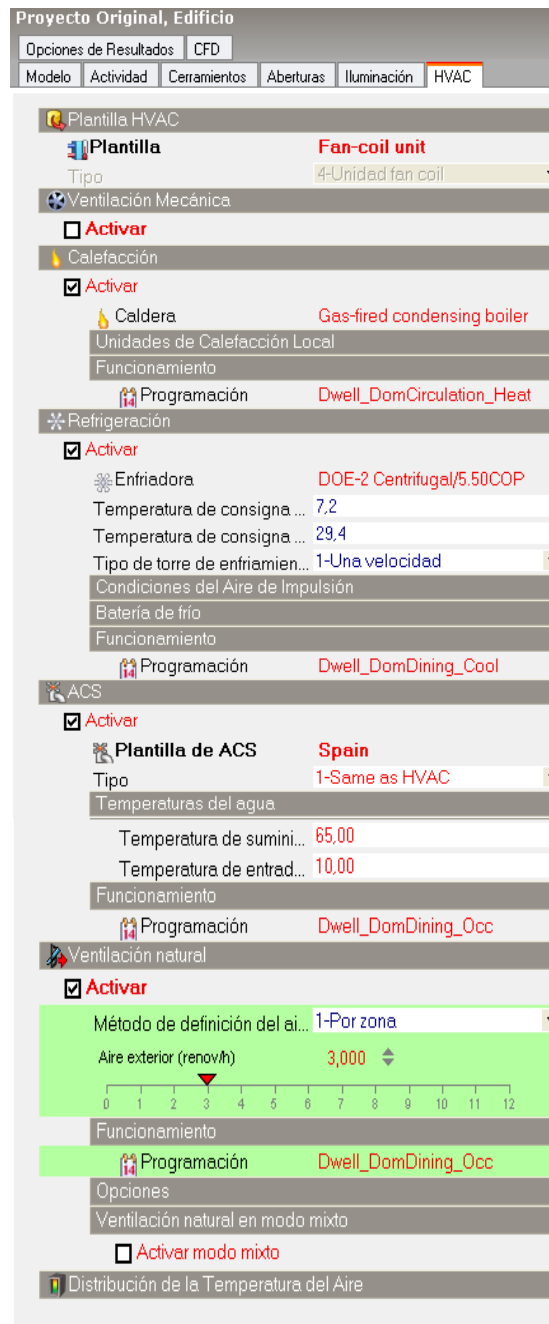 Proyecto Original, Edificio
Opciones de Resultados CFD
Modelo Actividad Cerramientos Aberturas Iluminación HVAC
Plantilla HVAC
Plantilla Fan-coil unit
Tipo 4-Unidad fan coil
Ventilación Mecánica
Activar
Calefacción
Activar
Caldera Gas-fired condensing boiler
Unidades de Calefacción Local
Funcionamiento
14 Programación Dwell_DomCirculation_Heat
Refrigeración
Activar
Enfriadora DOE-2 Centrifugal/5.50COP
Temperatura de consigna ... 7,2
Temperatura de consigna ... 29,4
Tipo de torre de enfriamien... 1-Una velocidad
Condiciones del Aire de Impulsión
Batería de frío
Funcionamiento
14 Programación Dwell_DomDining_Cool
ACS
Activar
Plantilla de ACS Spain
Tipo 1-Same as HVAC
Temperaturas del agua
Temperatura de sumini... 65,00
Temperatura de entrad... 10,00
Funcionamiento
14 Programación Dwell_DomDining_Occ
Ventilación natural
Activar
Método de definición del ai... 1-Por zona
Aire exterior (renov/h) 3,000
0 1 2 3 4 5 6 7 8 9 10 11 12
Funcionamiento
14 Programación Dwell_DomDining_Occ
Opciones
Ventilación natural en modo mixto
Activar modo mixto
Distribución de la Temperatura del Aire